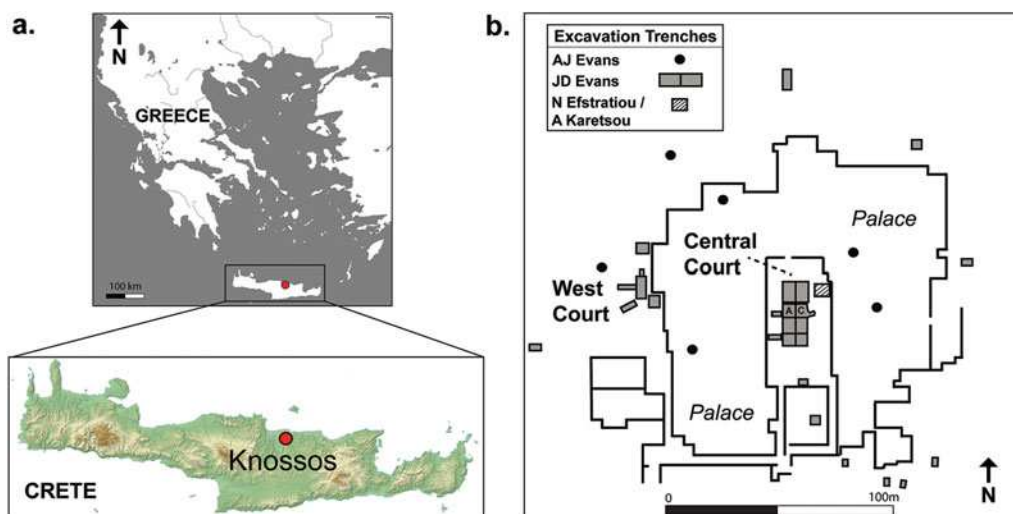 a.
N
GREECE
100 km
Knossos
CRETE
b.
Excavation Trenches
AJ Evans
JD Evans
N Efstratiou /
A Karetsou
Palace
Central
Court
West
Court
A C
Palace
0 100m
N